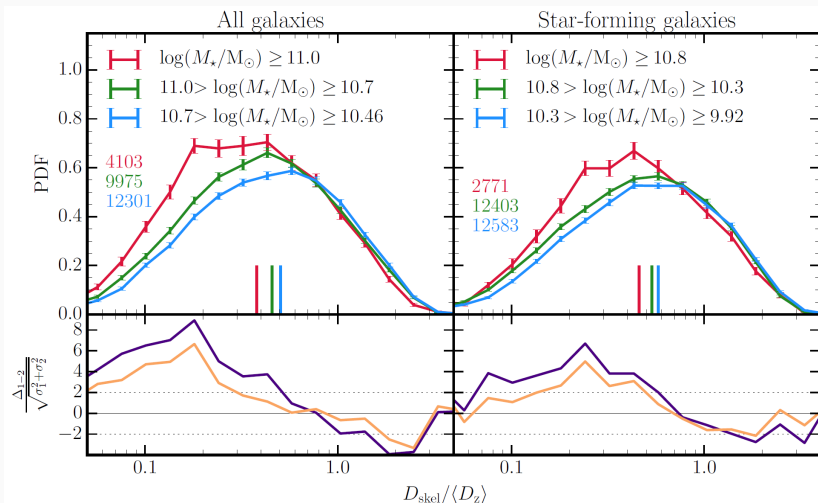 All galaxies
Star-forming galaxies
PDF
1.0
0.8
0.6
0.4
0.2
0.0
log(M⋆/M⊙) ≥ 11.0
11.0 > log(M⋆/M⊙) ≥ 10.7
10.7 > log(M⋆/M⊙) ≥ 10.46
4103
9975
12301
log(M⋆/M⊙) ≥ 10.8
10.8 > log(M⋆/M⊙) ≥ 10.3
10.3 > log(M⋆/M⊙) ≥ 9.92
2771
12403
12583
Δ₁₋₂/√(σ₁²+σ₂²)
8
6
4
2
0
−2
0.1
1.0
0.1
1.0
D_skel/⟨D_z⟩